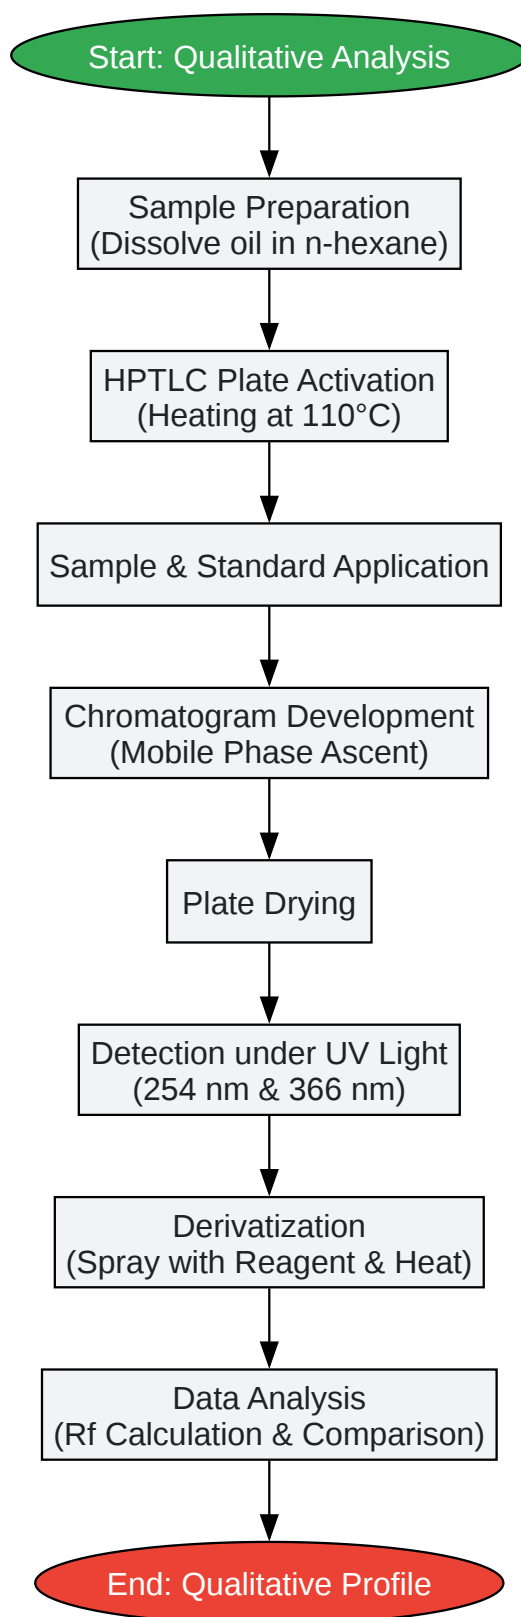 Start: Qualitative Analysis
Sample Preparation
(Dissolve oil in n-hexane)
HPTLC Plate Activation
(Heating at 110°C)
Sample & Standard Application
Chromatogram Development
(Mobile Phase Ascent)
Plate Drying
Detection under UV Light
(254 nm & 366 nm)
Derivatization
(Spray with Reagent & Heat)
Data Analysis
(Rf Calculation & Comparison)
End: Qualitative Profile